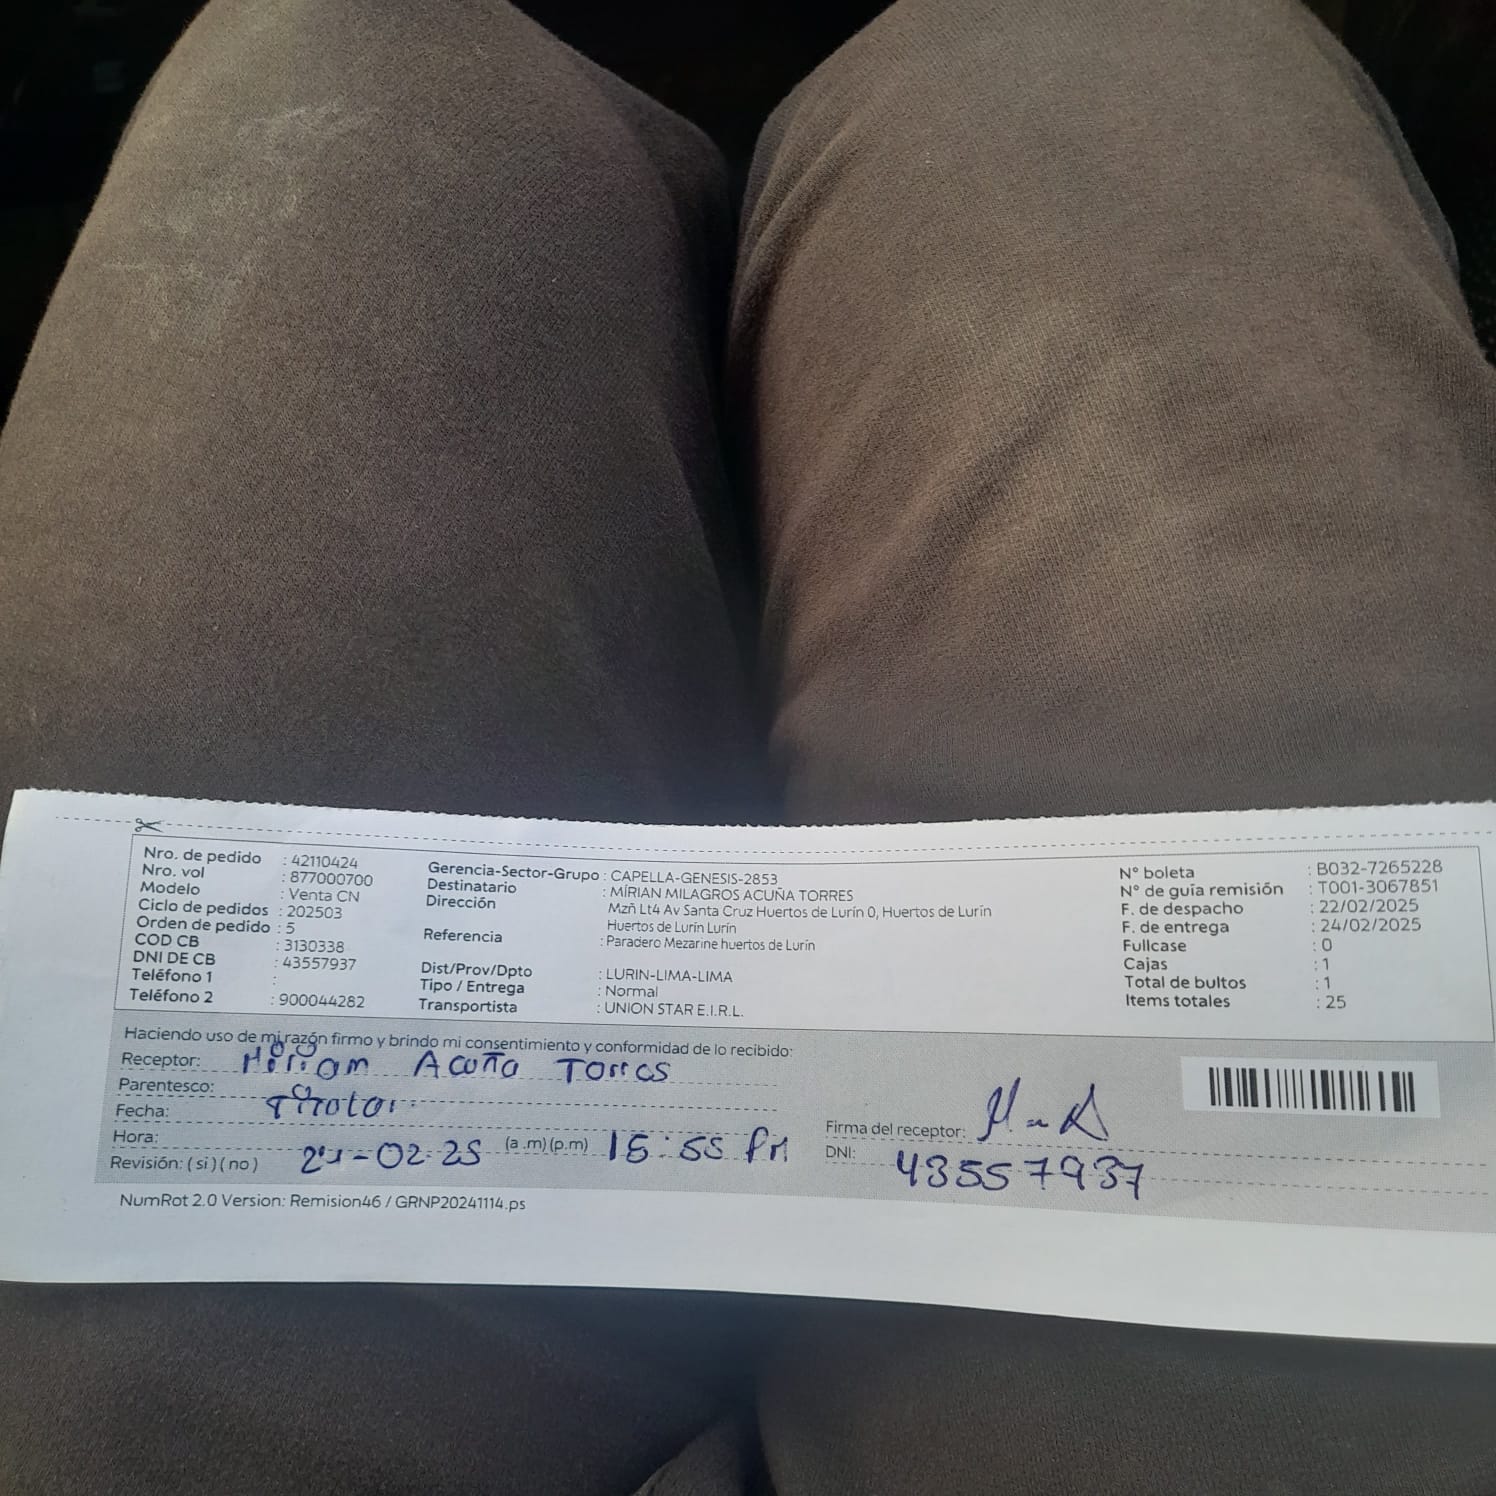 Nro. de pedido : 42110424
Nro. vol : 877000700
Modelo : Venta CN
Ciclo de pedidos : 202503
Orden de pedido : 5
COD CB : 3130338
DNI DE CB : 43557937
Teléfono 1 :
Teléfono 2 : 900044282
Gerencia-Sector-Grupo : CAPELLA-GENESIS-2853
Destinatario : MÍRIAN MILAGROS ACUÑA TORRES
Dirección Mzñ Lt4 Av Santa Cruz Huertos de Lurín 0, Huertos de Lurín
Huertos de Lurín Lurín
Referencia : Paradero Mezarine huertos de Lurín
Dist/Prov/Dpto : LURIN-LIMA-LIMA
Tipo / Entrega : Normal
Transportista : UNION STAR E.I.R.L.
N° boleta : B032-7265228
N° de guía remisión : T001-3067851
F. de despacho : 22/02/2025
F. de entrega : 24/02/2025
Fullcase : 0
Cajas : 1
Total de bultos : 1
Items totales : 25
Haciendo uso de mi razón firmo y brindo mi consentimiento y conformidad de lo recibido:
Receptor: Miriam Acuña Torres
Parentesco: Titular
Fecha:
Hora: 24-02-25 (a .m) (p.m) 15:55 Pm
Revisión: ( si ) ( no )
Firma del receptor:
DNI: 43557937
NumRot 2.0 Version: Remision46 / GRNP20241114.ps